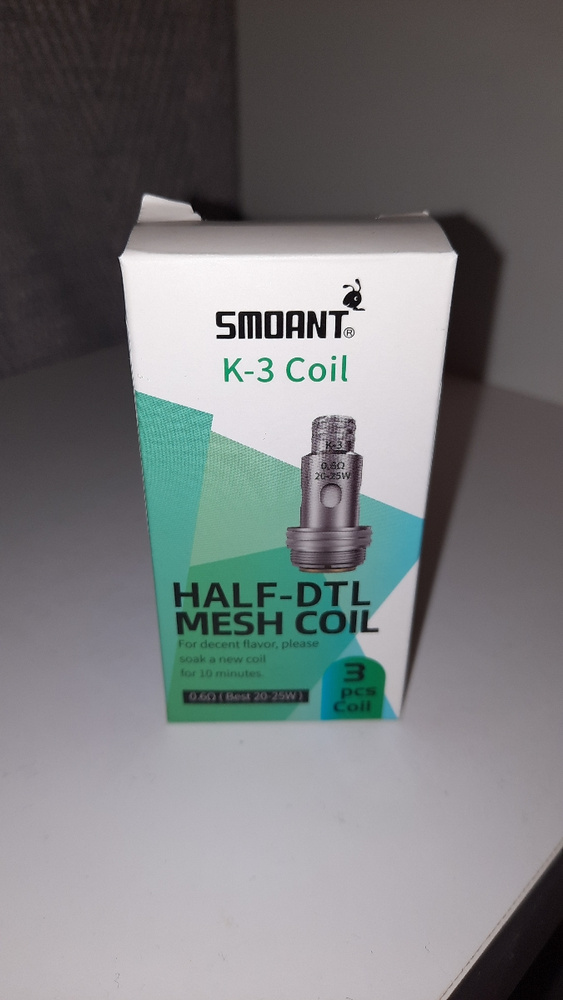 SMOANT®
K-3 Coil
K-3
0.6Ω
20-25W
HALF-DTL
MESH COIL
For decent flavor, please
soak a new coil
for 10 minutes.
0.6Ω ( Best 20-25W )
3
pcs
Coil